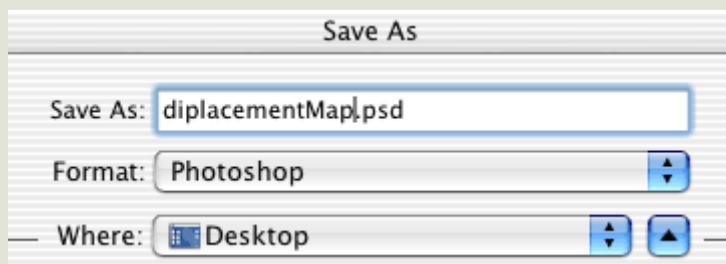 Save As
Save As: diplacementMap.psd
Format: Photoshop
Where: Desktop